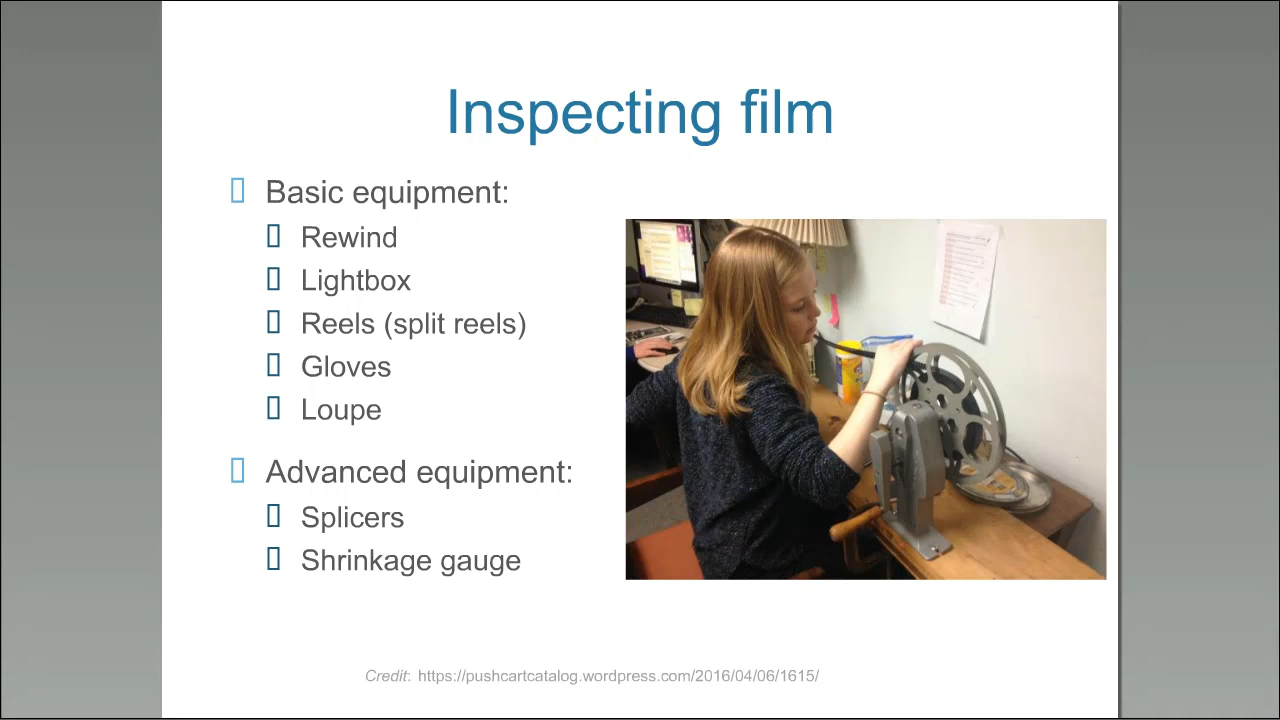 Inspecting film
Basic equipment:
Rewind
Lightbox
Reels (split reels)
Gloves
Loupe
Advanced equipment:
Splicers
Shrinkage gauge
Credit: https://pushcartcatalog.wordpress.com/2016/04/06/1615/